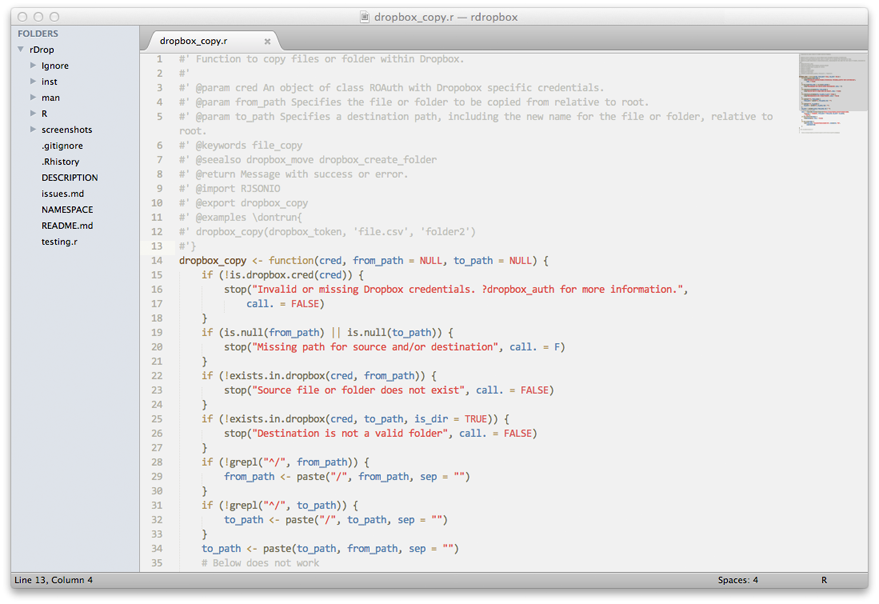 dropbox_copy.r — rdropbox
FOLDERS
rDrop
Ignore
inst
man
R
screenshots
.gitignore
.Rhistory
DESCRIPTION
issues.md
NAMESPACE
README.md
testing.r
dropbox_copy.r ×
1 #' Function to copy files or folder within Dropbox.
2 #'
3 #' @param cred An object of class ROAuth with Dropobox specific credentials.
4 #' @param from_path Specifies the file or folder to be copied from relative to root.
5 #' @param to_path Specifies a destination path, including the new name for the file or folder, relative to
root.
6 #' @keywords file_copy
7 #' @seealso dropbox_move dropbox_create_folder
8 #' @return Message with success or error.
9 #' @import RJSONIO
10 #' @export dropbox_copy
11 #' @examples \dontrun{
12 #' dropbox_copy(dropbox_token, 'file.csv', 'folder2')
13 #'}
14 dropbox_copy <- function(cred, from_path = NULL, to_path = NULL) {
15 if (!is.dropbox.cred(cred)) {
16 stop("Invalid or missing Dropbox credentials. ?dropbox_auth for more information.",
17 call. = FALSE)
18 }
19 if (is.null(from_path) || is.null(to_path)) {
20 stop("Missing path for source and/or destination", call. = F)
21 }
22 if (!exists.in.dropbox(cred, from_path)) {
23 stop("Source file or folder does not exist", call. = FALSE)
24 }
25 if (!exists.in.dropbox(cred, to_path, is_dir = TRUE)) {
26 stop("Destination is not a valid folder", call. = FALSE)
27 }
28 if (!grepl("^/", from_path)) {
29 from_path <- paste("/", from_path, sep = "")
30 }
31 if (!grepl("^/", to_path)) {
32 to_path <- paste("/", to_path, sep = "")
33 }
34 to_path <- paste(to_path, from_path, sep = "")
35 # Below does not work
Line 13, Column 4
Spaces: 4
R